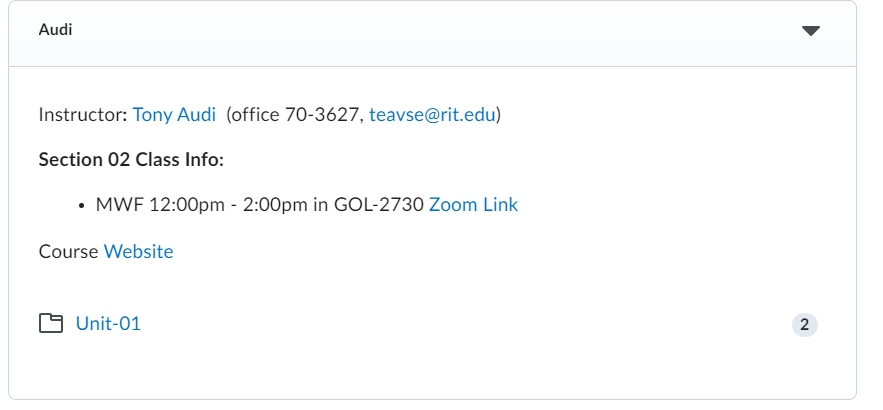 Audi
Instructor: Tony Audi (office 70-3627, teavse@rit.edu)
Section 02 Class Info:
• MWF 12:00pm - 2:00pm in GOL-2730 Zoom Link
Course Website
Unit-01 2